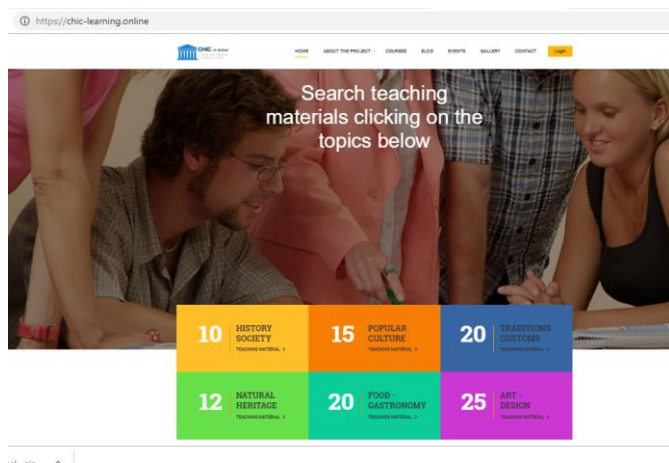 https://chic-learning.online
CHIC
HOME ABOUT THE PROJECT COURSES BLOG EVENTS GALLERY CONTACT Login
Search teaching
materials clicking on the
topics below
10 HISTORY
SOCIETY
TEACHING MATERIAL >
15 POPULAR
CULTURE
TEACHING MATERIAL >
20 TRADITIONS
CUSTOMS
TEACHING MATERIAL >
12 NATURAL
HERITAGE
TEACHING MATERIAL >
20 FOOD -
GASTRONOMY
TEACHING MATERIAL >
25 ART -
DESIGN
TEACHING MATERIAL >